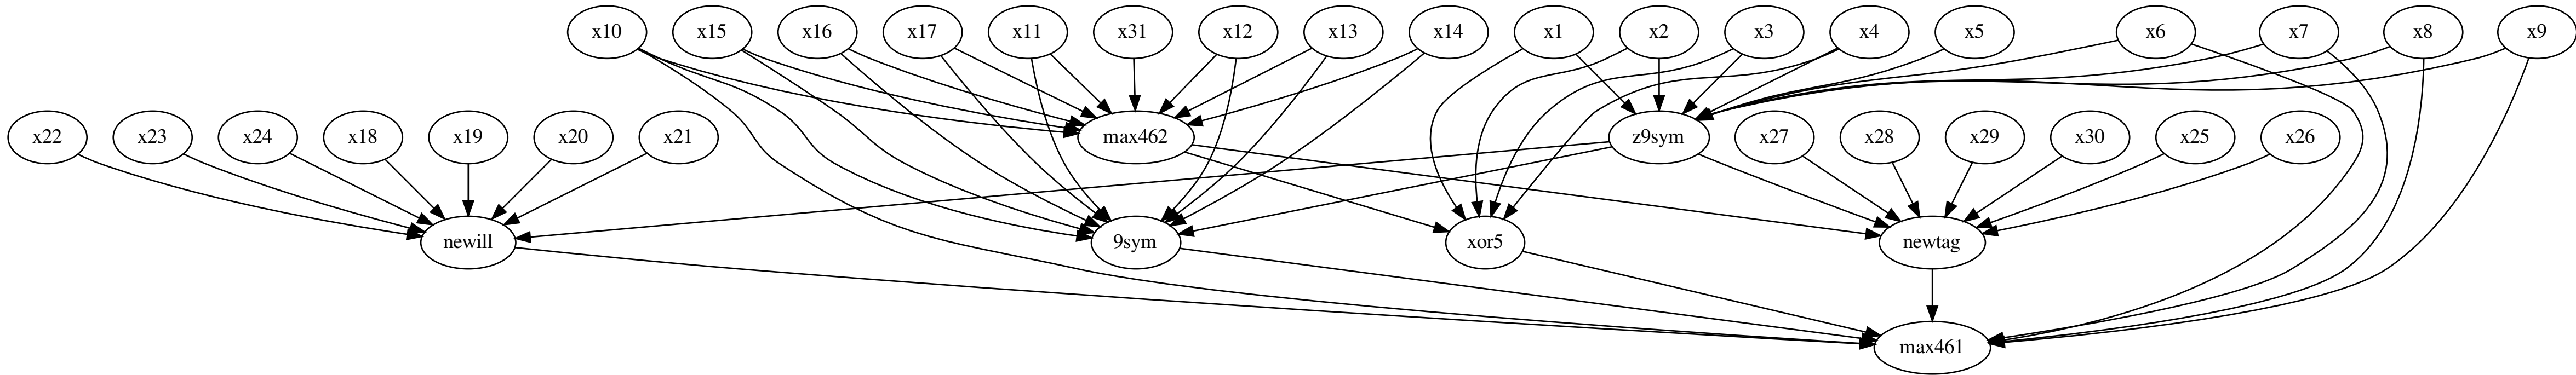 x10 x15 x16 x17 x11 x31 x12 x13 x14 x1 x2 x3 x4 x5 x6 x7 x8 x9
x22 x23 x24 x18 x19 x20 x21 max462 z9sym x27 x28 x29 x30 x25 x26
newill 9sym xor5 newtag
max461